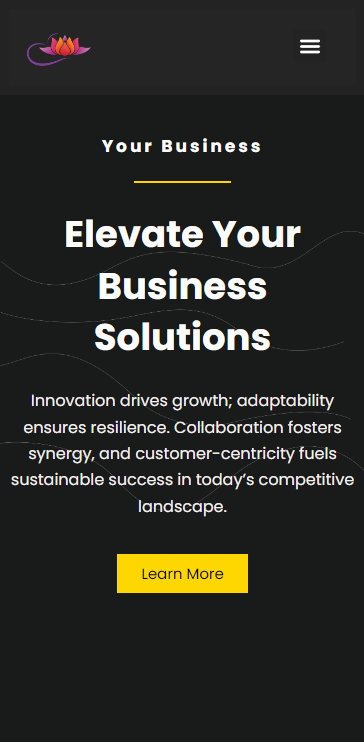 Your Business
Elevate Your
Business
Solutions
Innovation drives growth; adaptability
ensures resilience. Collaboration fosters
synergy, and customer-centricity fuels
sustainable success in today’s competitive
landscape.
Learn More